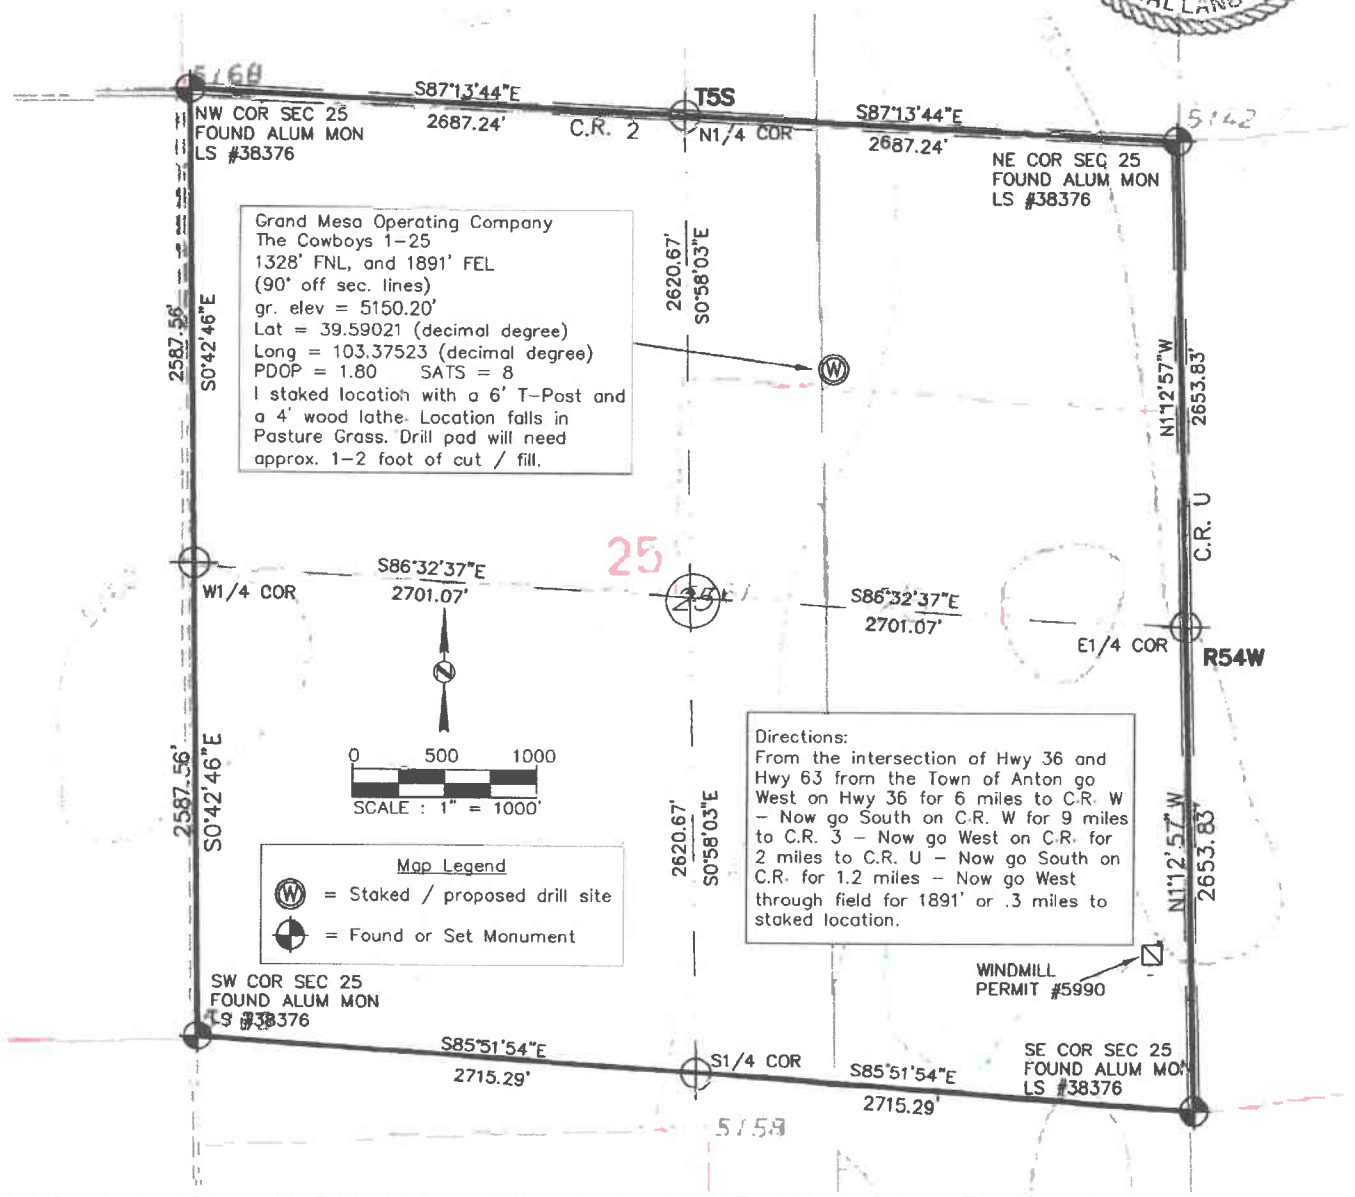 AL LAND
5168
S87°13'44"E
2687.24'
C.R. 2
T5S
N1/4 COR
S87°13'44"E
2687.24'
5142
NW COR SEC 25
FOUND ALUM MON
LS #38376
NE COR SEC 25
FOUND ALUM MON
LS #38376
Grand Mesa Operating Company
The Cowboys 1-25
1328' FNL, and 1891' FEL
(90° off sec. lines)
gr. elev = 5150.20'
Lat = 39.59021 (decimal degree)
Long = 103.37523 (decimal degree)
PDOP = 1.80 SATS = 8
I staked location with a 6' T-Post and
a 4' wood lathe. Location falls in
Pasture Grass. Drill pad will need
approx. 1-2 foot of cut / fill.
2587.56'
S0°42'46"E
2620.67'
S0°58'03"E
W
N1°12'57"W
2653.83'
C.R. U
25
W1/4 COR
S86°32'37"E
2701.07'
25
S86°32'37"E
2701.07'
E1/4 COR
R54W
N
0 500 1000
SCALE : 1" = 1000'
2587.56'
S0°42'46"E
2620.67'
S0°58'03"E
Directions:
From the intersection of Hwy 36 and
Hwy 63 from the Town of Anton go
West on Hwy 36 for 6 miles to C.R. W
- Now go South on C.R. W for 9 miles
to C.R. 3 - Now go West on C.R. for
2 miles to C.R. U - Now go South on
C.R. for 1.2 miles - Now go West
through field for 1891' or .3 miles to
staked location.
N1°12'57"W
2653.83'
Map Legend
W = Staked / proposed drill site
= Found or Set Monument
WINDMILL
PERMIT #5990
SW COR SEC 25
FOUND ALUM MON
LS #38376
S85°51'54"E
2715.29'
S1/4 COR
S85°51'54"E
2715.29'
SE COR SEC 25
FOUND ALUM MON
LS #38376
5158